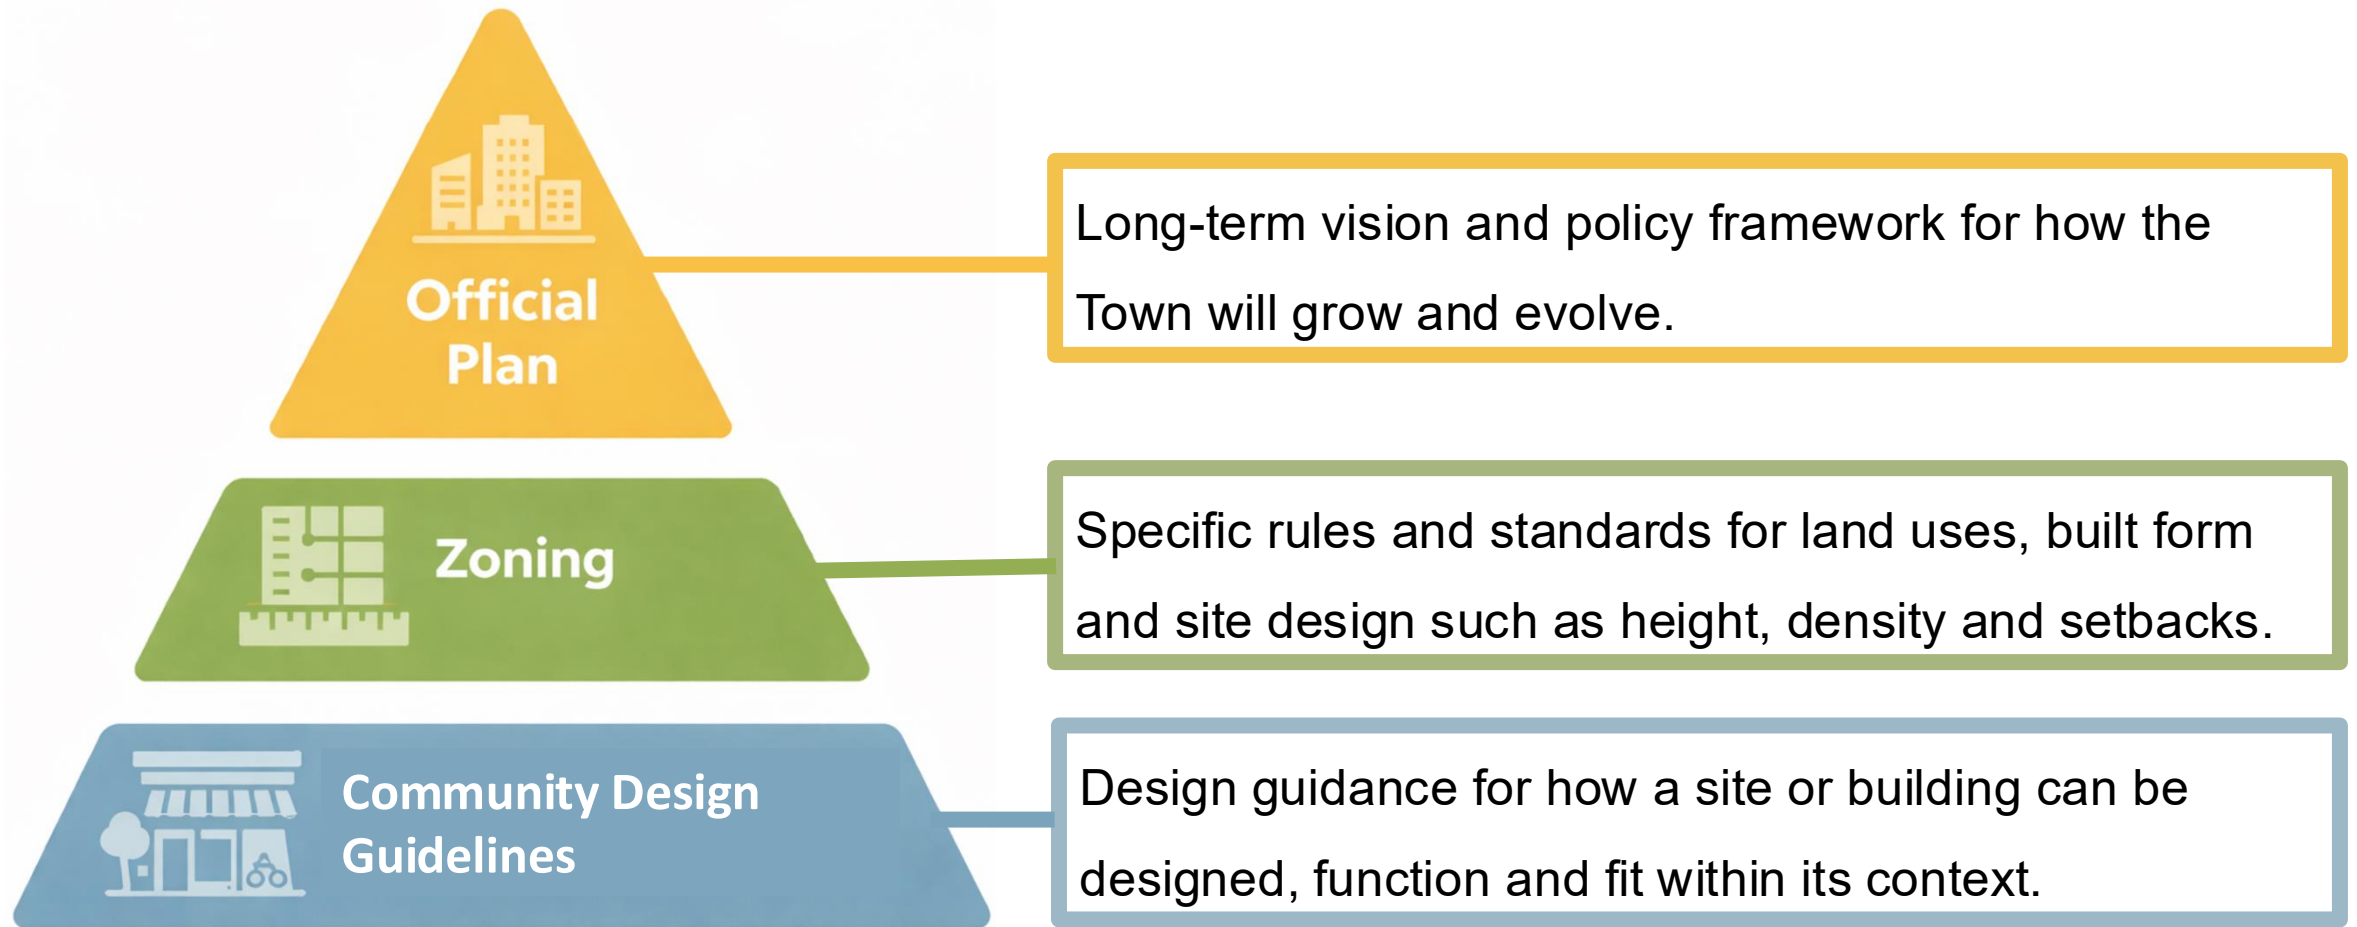 Official
Plan
Long-term vision and policy framework for how the
Town will grow and evolve.
Zoning
Specific rules and standards for land uses, built form
and site design such as height, density and setbacks.
Community Design
Guidelines
Design guidance for how a site or building can be
designed, function and fit within its context.